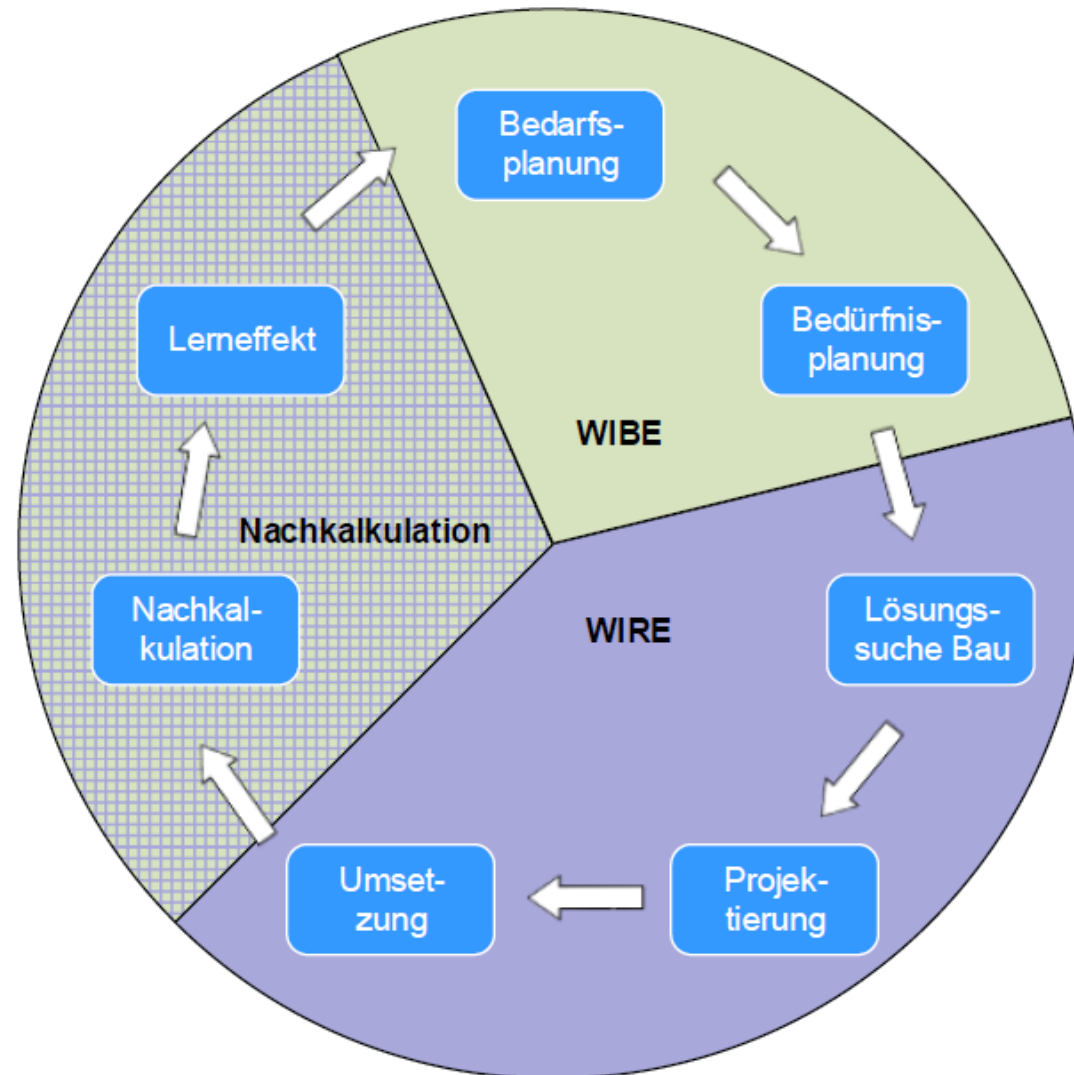 Bedarfs-
planung
Bedürfnis-
planung
Lerneffekt
WIBE
Nachkalkulation
Nachkal-
kulation
WIRE
Lösungs-
suche Bau
Umset-
zung
Projek-
tierung